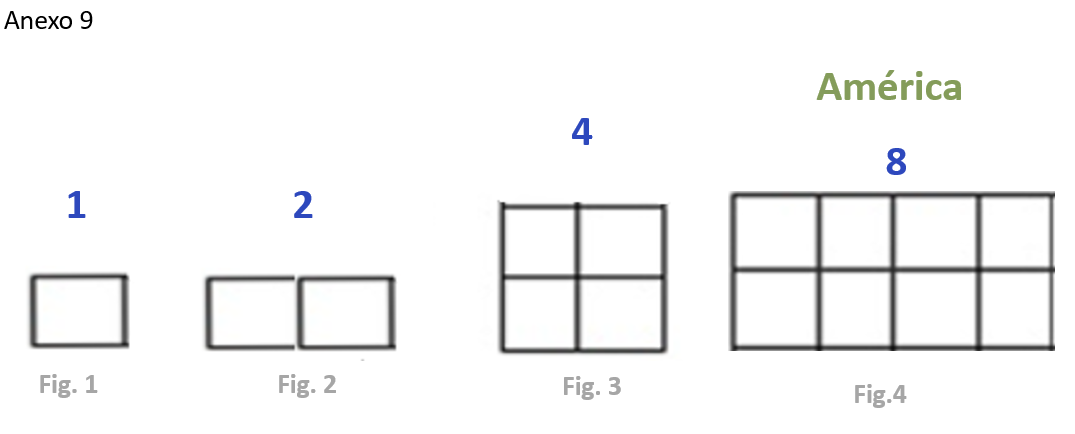 Anexo 9
América
1
2
4
8
Fig. 1
Fig. 2
Fig. 3
Fig.4